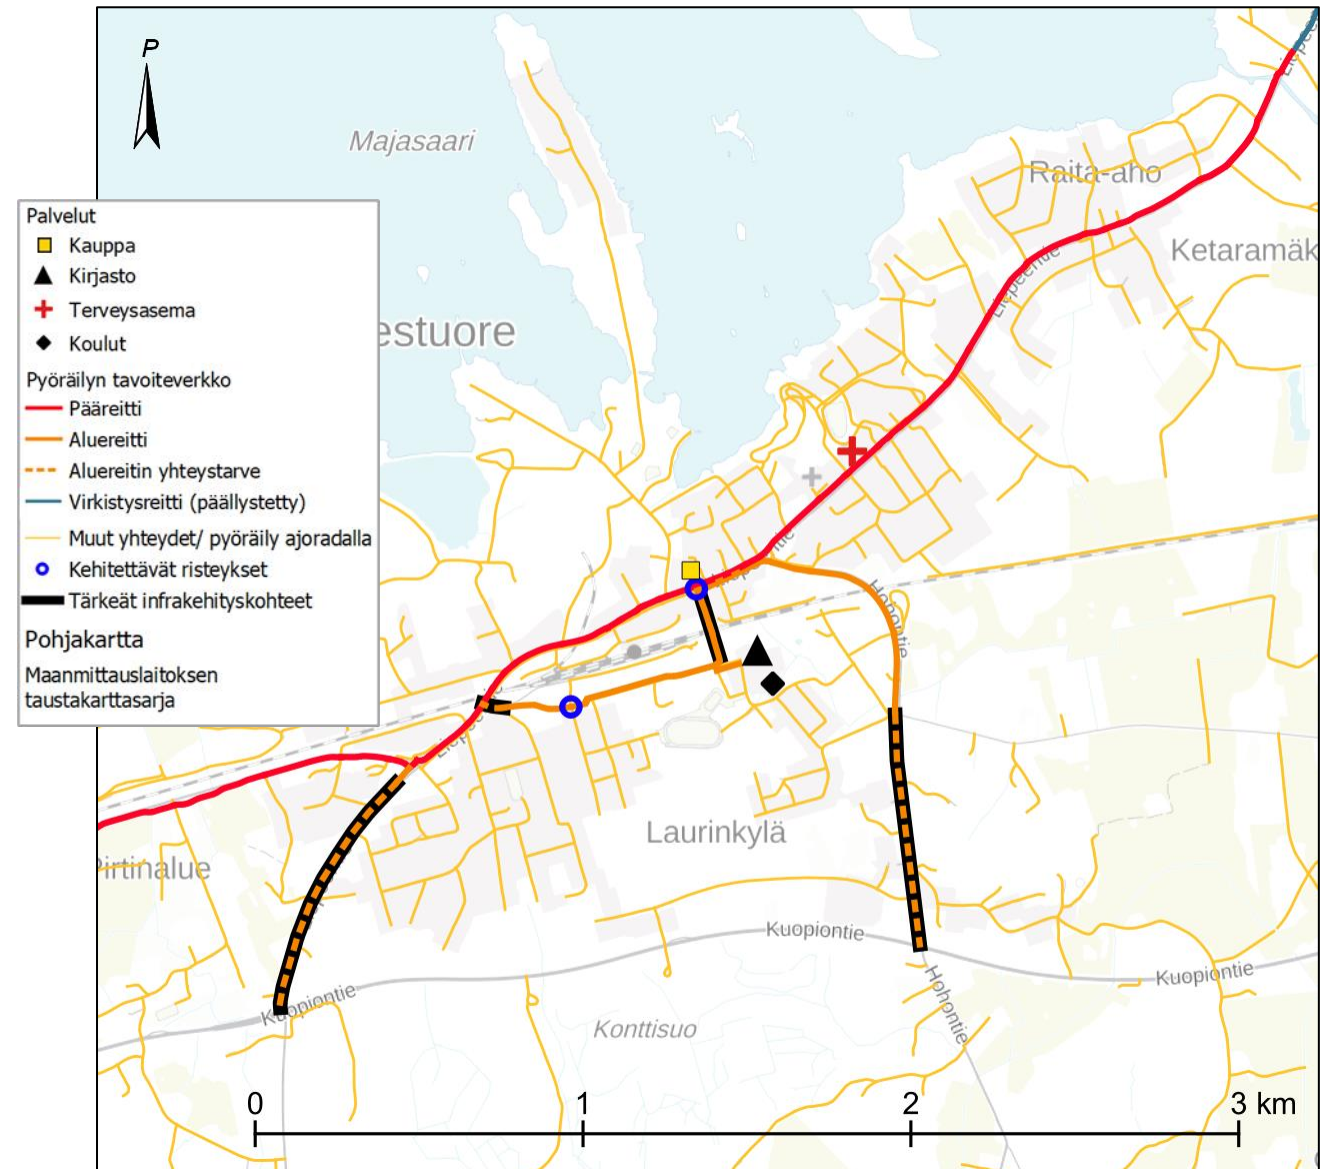 P
Majasaari
Raita-aho
Liepeentie
Ketaramäk
estuore
Palvelut
Kauppa
Kirjasto
Terveysasema
Koulut
Pyöräilyn tavoiteverkko
Pääreitti
Aluereitti
Aluereitin yhteystarve
Virkistysreitti (päällystetty)
Muut yhteydet/ pyöräily ajoradalla
Kehitettävät risteykset
Tärkeät infrakehityskohteet
Pohjakartta
Maanmittauslaitoksen
taustakarttasarja
Hohontie
Laurinkylä
irtinalue
Kuopiontie
Kuopiontie
Kuopiontie
Hohontie
Konttisuo
0 1 2 3 km